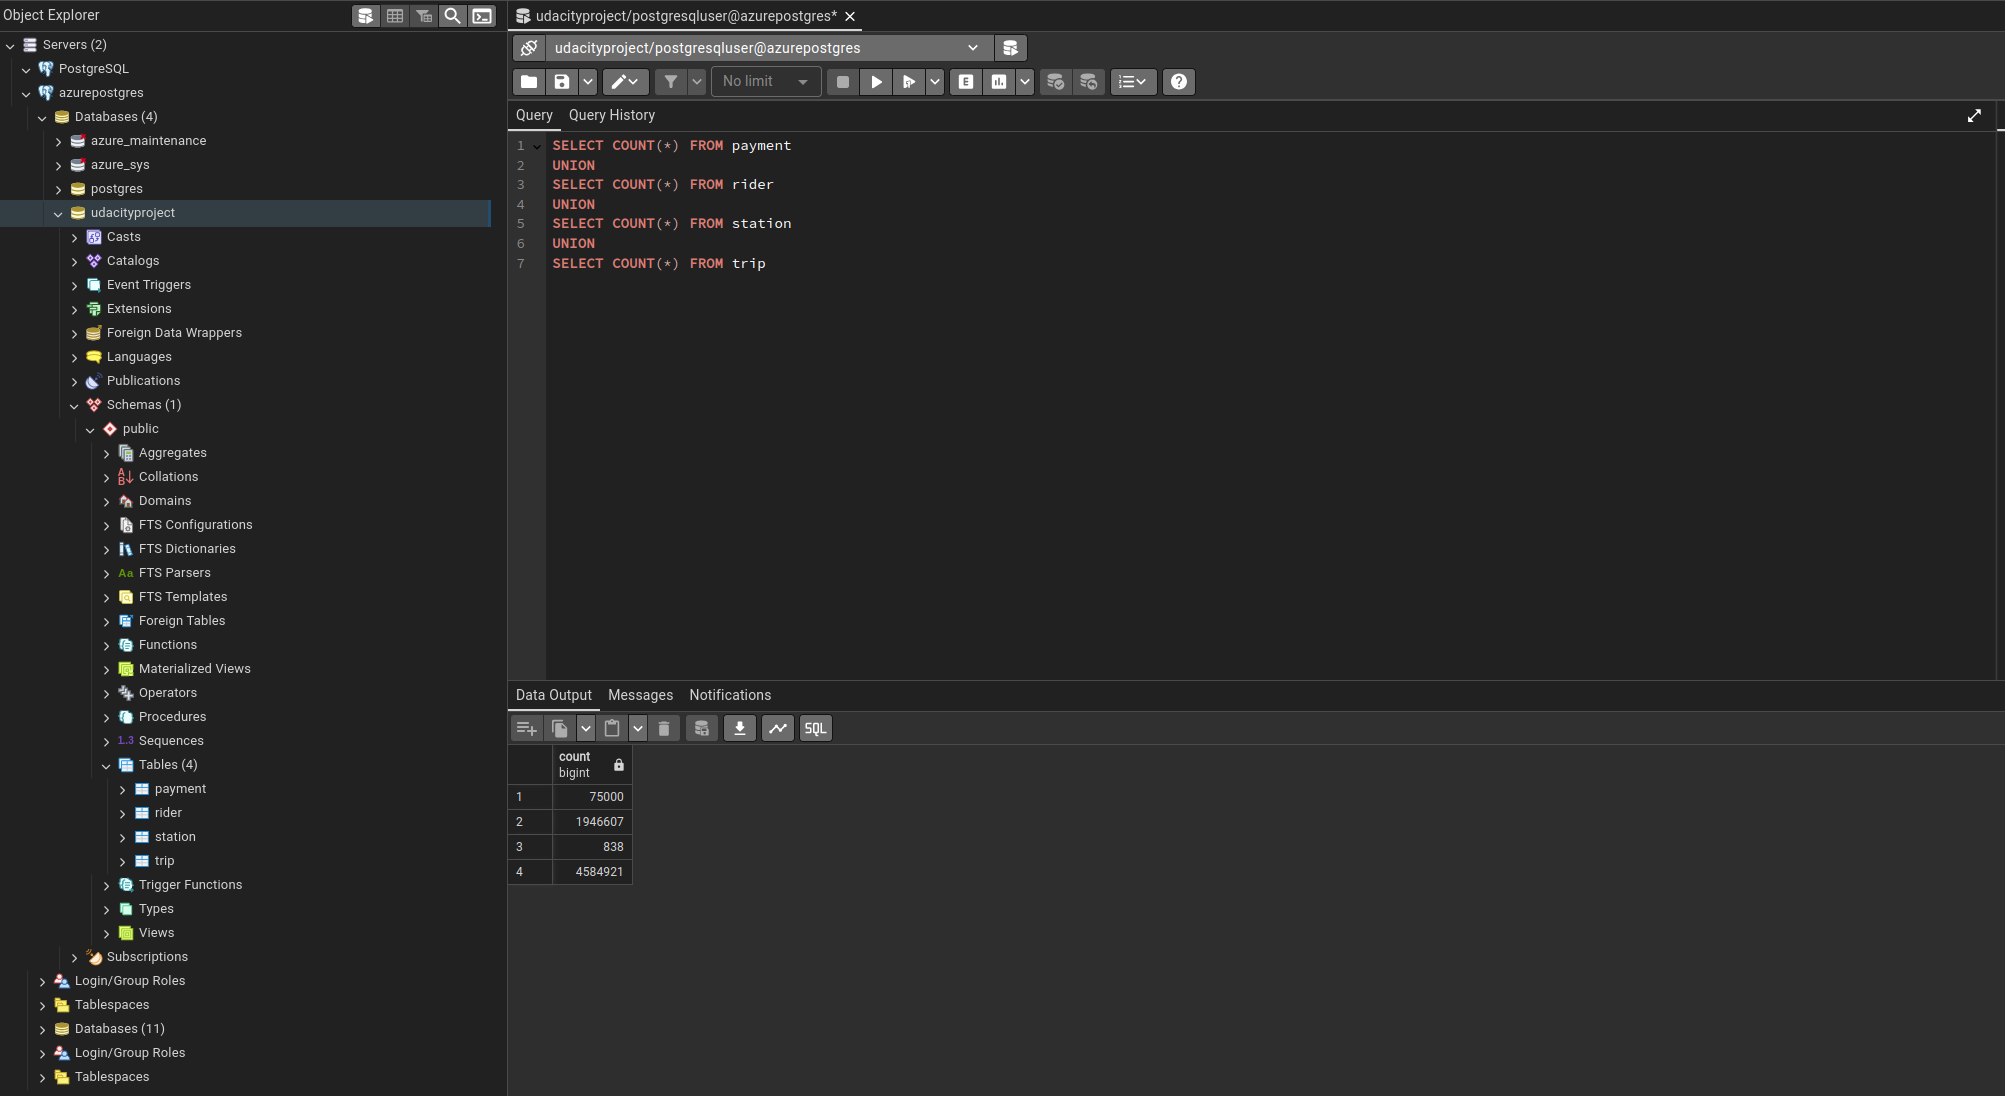 Object Explorer
Servers (2)
PostgreSQL
azurepostgres
Databases (4)
azure_maintenance
azure_sys
postgres
udacityproject
Casts
Catalogs
Event Triggers
Extensions
Foreign Data Wrappers
Languages
Publications
Schemas (1)
public
Aggregates
Collations
Domains
FTS Configurations
FTS Dictionaries
Aa FTS Parsers
FTS Templates
Foreign Tables
Functions
Materialized Views
Operators
Procedures
1..3 Sequences
Tables (4)
payment
rider
station
trip
Trigger Functions
Types
Views
Subscriptions
Login/Group Roles
Tablespaces
Databases (11)
Login/Group Roles
Tablespaces
udacityproject/postgresqluser@azurepostgres*
udacityproject/postgresqluser@azurepostgres
No limit
E
Query Query History
1 SELECT COUNT(*) FROM payment
2 UNION
3 SELECT COUNT(*) FROM rider
4 UNION
5 SELECT COUNT(*) FROM station
6 UNION
7 SELECT COUNT(*) FROM trip
Data Output Messages Notifications
SQL
count
bigint
1 75000
2 1946607
3 838
4 4584921